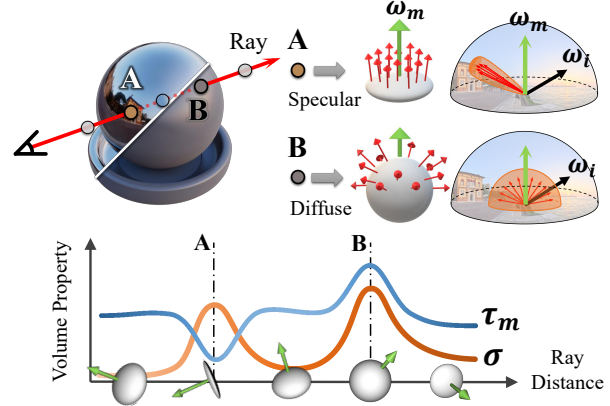 Ray
A
B
A
Specular
ω_m
ω_m
ω_i
B
Diffuse
ω_i
A
B
Volume Property
τ_m
σ
Ray
Distance